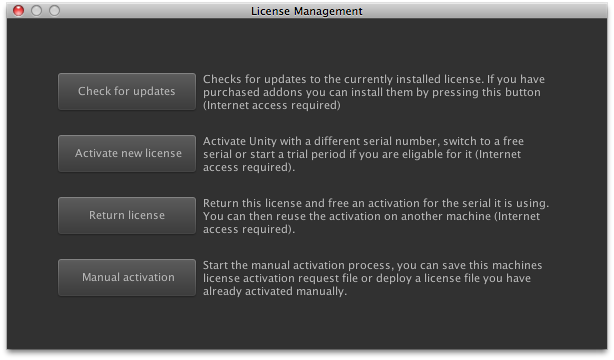 License Management
Check for updates
Checks for updates to the currently installed license. If you have
purchased addons you can install them by pressing this button
(Internet access required)
Activate new license
Activate Unity with a different serial number, switch to a free
serial or start a trial period if you are eligable for it (Internet
access required).
Return license
Return this license and free an activation for the serial it is using.
You can then reuse the activation on another machine (Internet
access required).
Manual activation
Start the manual activation process, you can save this machines
license activation request file or deploy a license file you have
already activated manually.